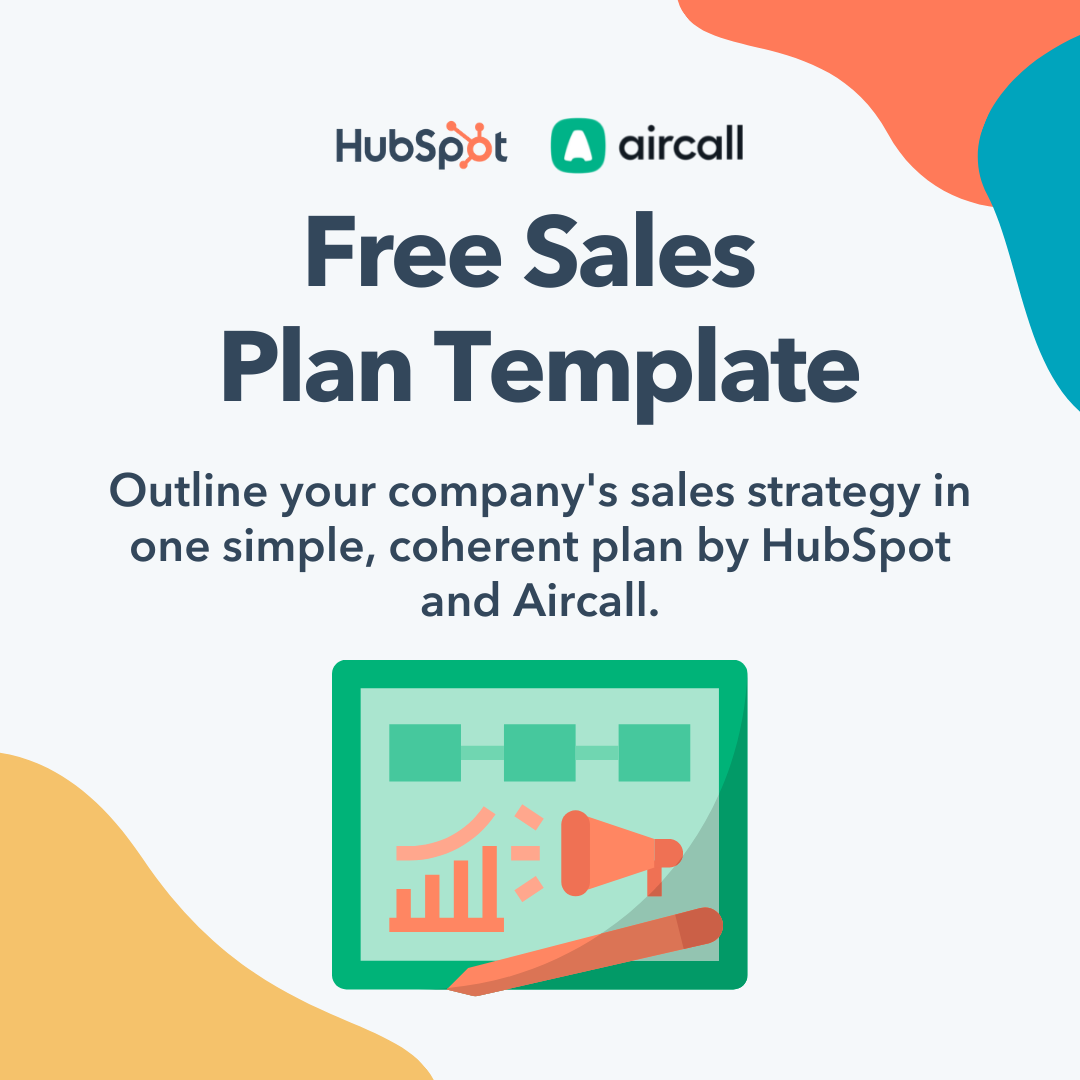 HubSpot aircall
Free Sales
Plan Template
Outline your company's sales strategy in
one simple, coherent plan by HubSpot
and Aircall.